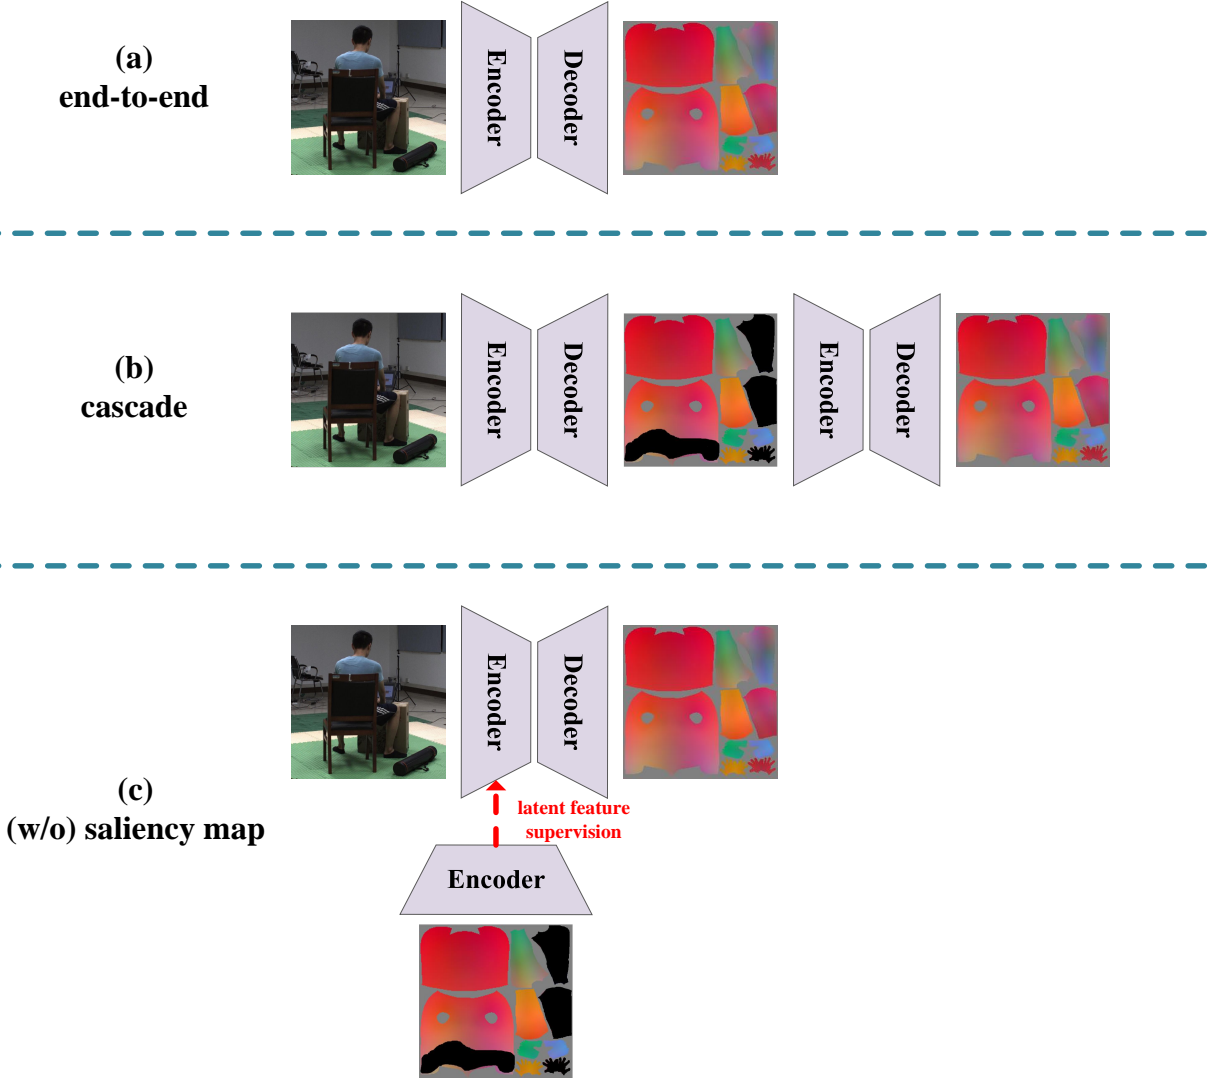 (a)
end-to-end
Encoder
Decoder
(b)
cascade
Encoder
Decoder
Encoder
Decoder
(c)
(w/o) saliency map
Encoder
Decoder
latent feature
supervision
Encoder